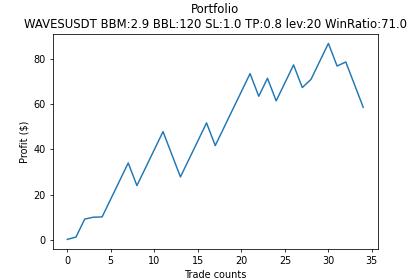 Portfolio
WAVESUSDT BBM:2.9 BBL:120 SL:1.0 TP:0.8 lev:20 WinRatio:71.0
Profit ($)
80
60
40
20
0
0 5 10 15 20 25 30 35
Trade counts